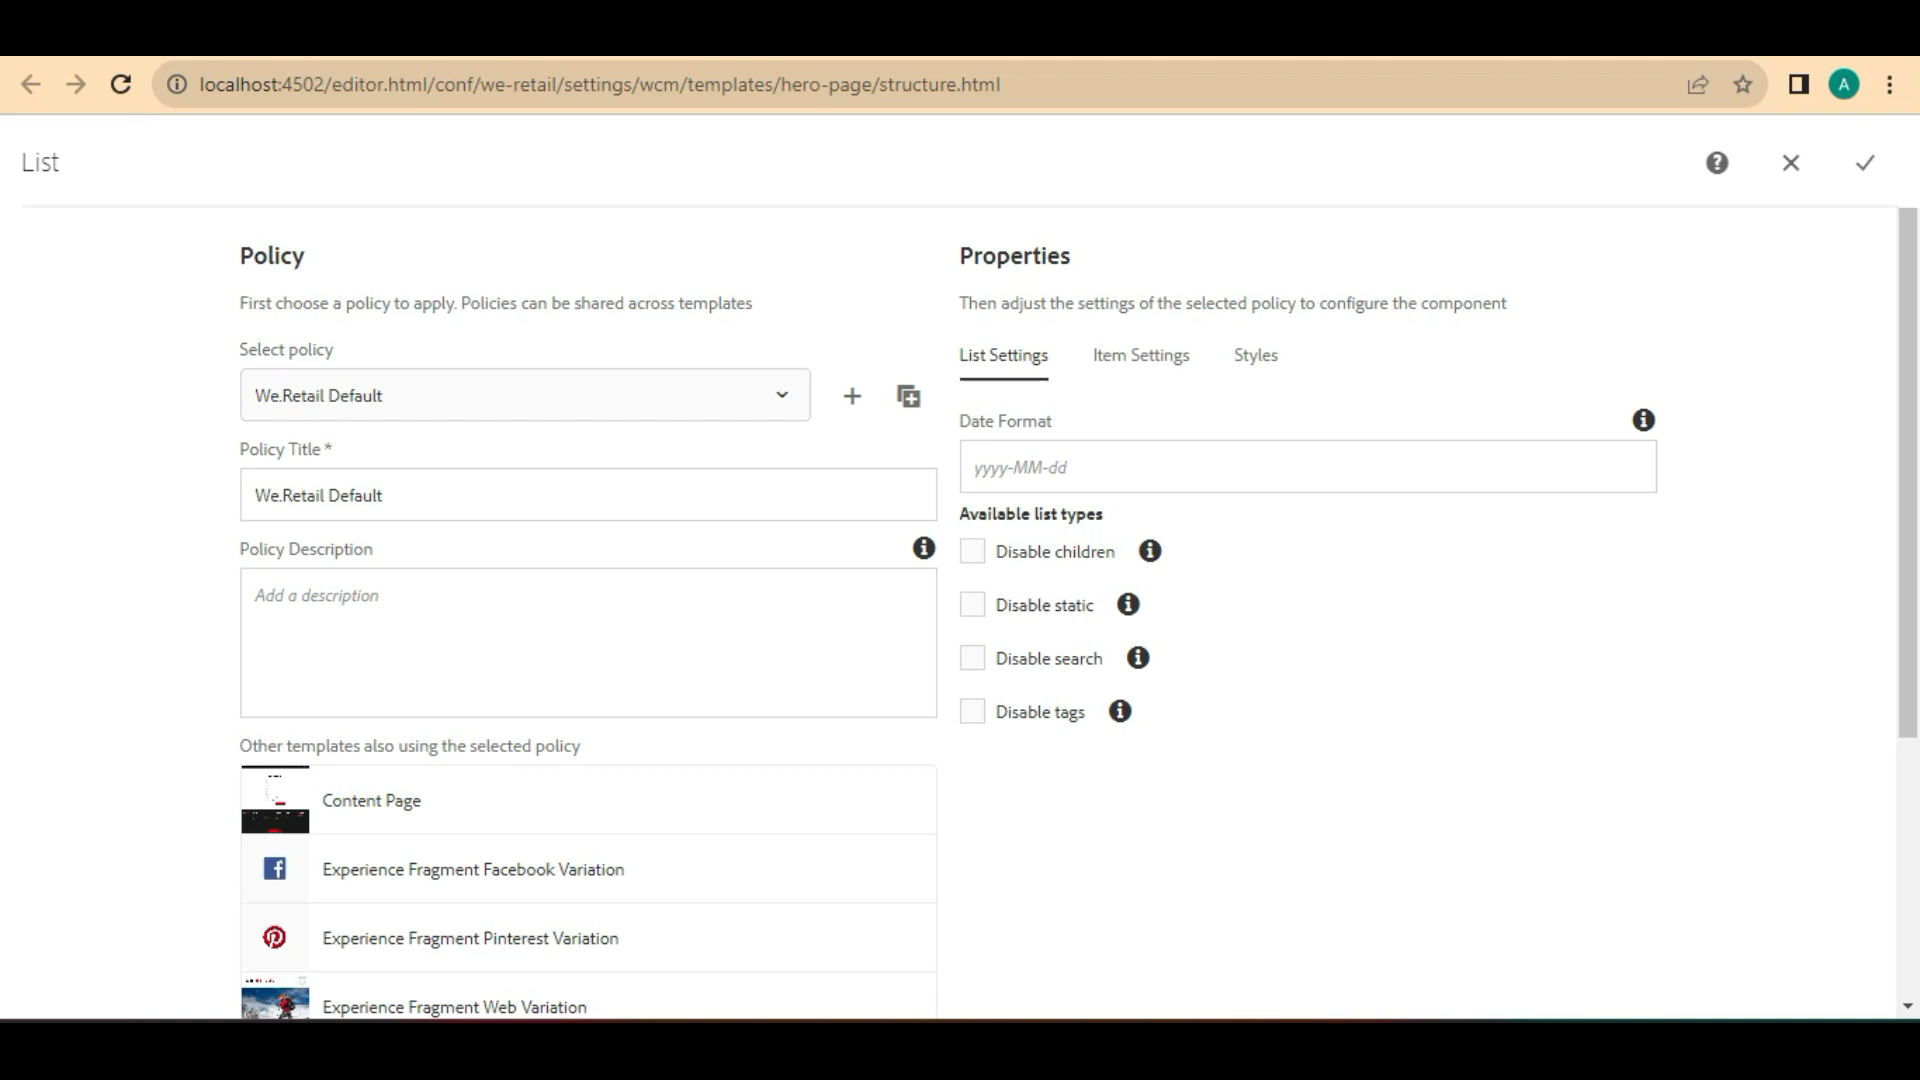 localhost:4502/editor.html/conf/we-retail/settings/wcm/templates/hero-page/structure.html
A
List
Policy
First choose a policy to apply. Policies can be shared across templates
Select policy
We.Retail Default
Policy Title *
We.Retail Default
Policy Description
Add a description
Other templates also using the selected policy
Content Page
Experience Fragment Facebook Variation
Experience Fragment Pinterest Variation
Experience Fragment Web Variation
Properties
Then adjust the settings of the selected policy to configure the component
List Settings Item Settings Styles
Date Format
yyyy-MM-dd
Available list types
Disable children
Disable static
Disable search
Disable tags